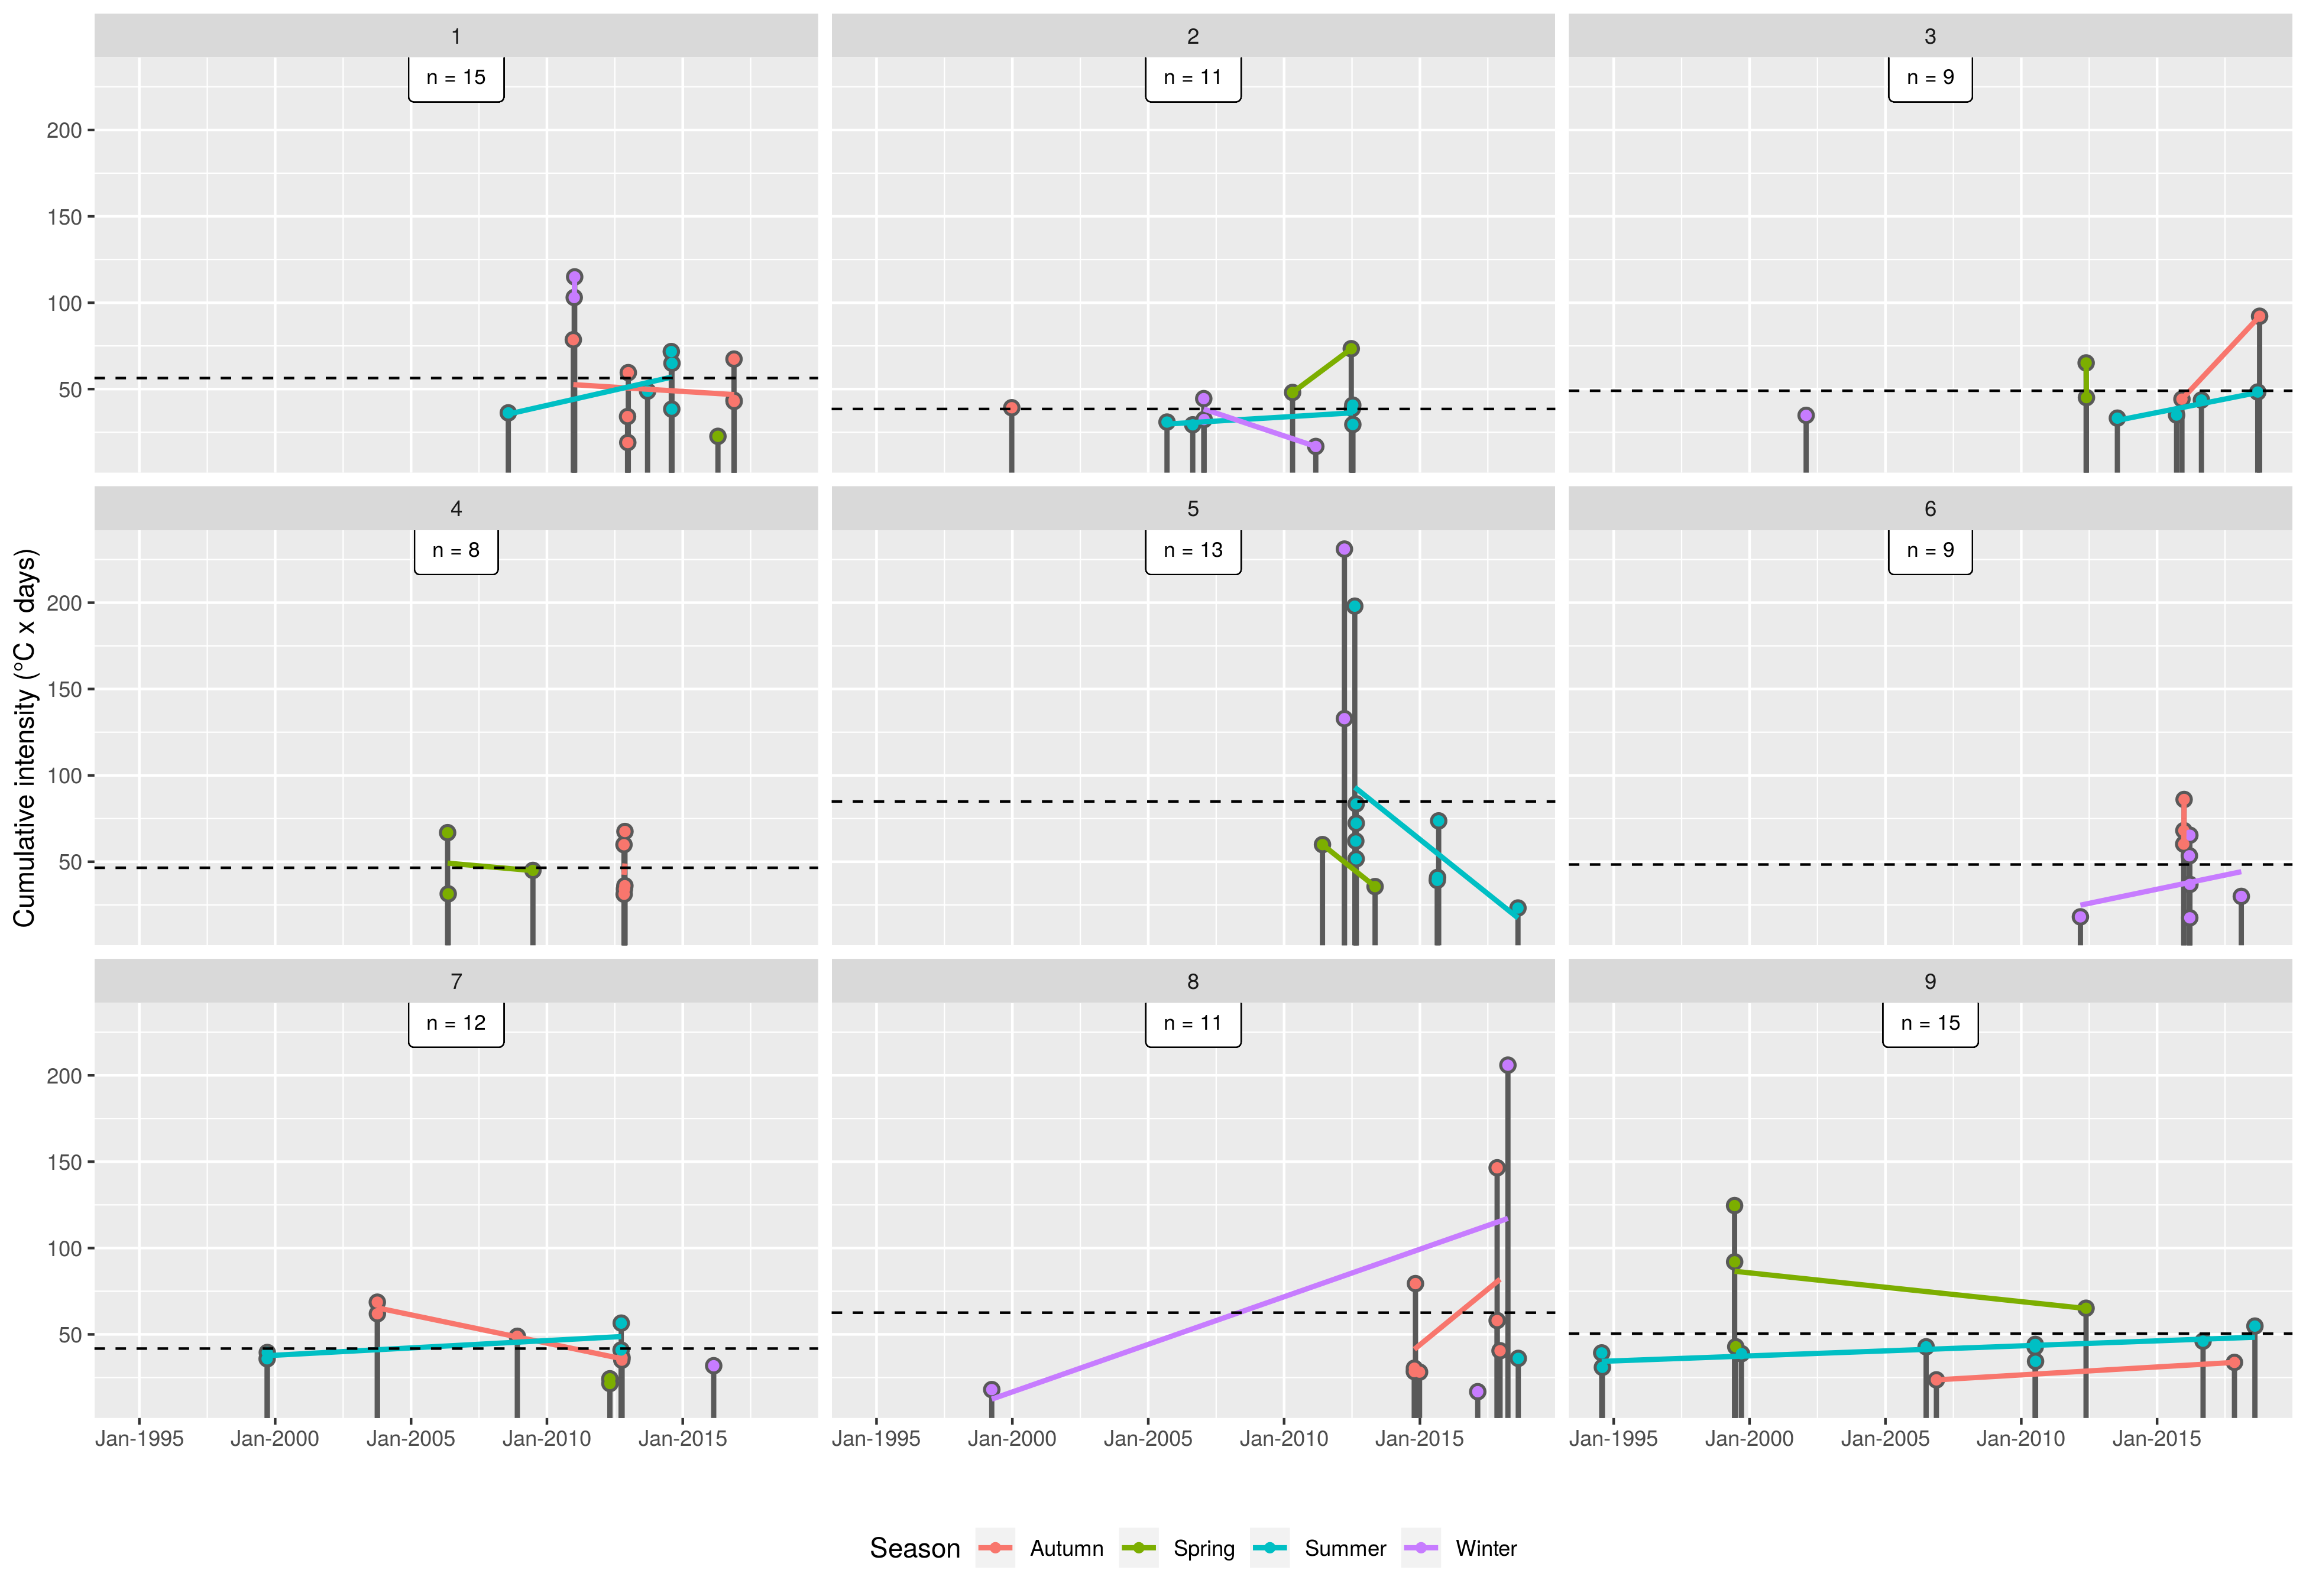 1
2
3
n = 15
n = 11
n = 9
200
150
100
50
4
5
6
n = 8
n = 13
n = 9
200
150
100
50
Cumulative intensity (°C x days)
7
8
9
n = 12
n = 11
n = 15
200
150
100
50
Jan-1995 Jan-2000 Jan-2005 Jan-2010 Jan-2015
Jan-1995 Jan-2000 Jan-2005 Jan-2010 Jan-2015
Jan-1995 Jan-2000 Jan-2005 Jan-2010 Jan-2015
Season Autumn Spring Summer Winter